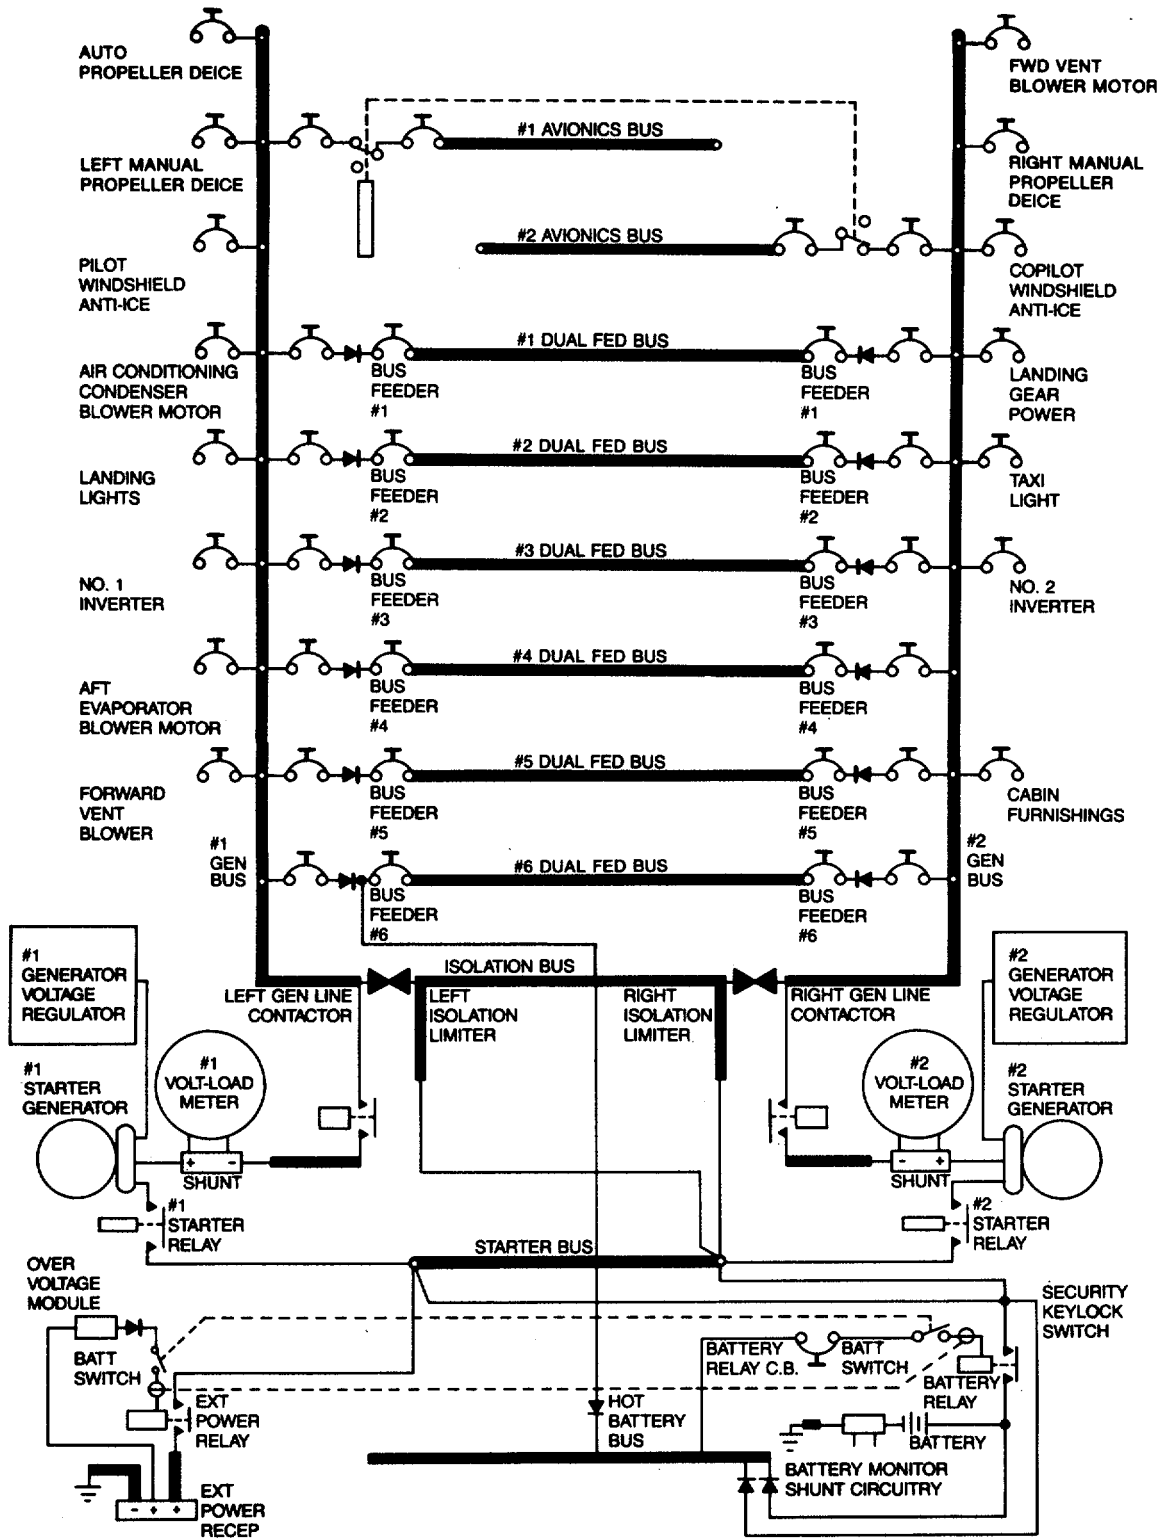 AUTO
PROPELLER DEICE
FWD VENT
BLOWER MOTOR
#1 AVIONICS BUS
LEFT MANUAL
PROPELLER DEICE
RIGHT MANUAL
PROPELLER
DEICE
#2 AVIONICS BUS
PILOT
WINDSHIELD
ANTI-ICE
COPILOT
WINDSHIELD
ANTI-ICE
#1 DUAL FED BUS
AIR CONDITIONING
CONDENSER
BLOWER MOTOR
BUS
FEEDER
#1
BUS
FEEDER
#1
LANDING
GEAR
POWER
#2 DUAL FED BUS
LANDING
LIGHTS
BUS
FEEDER
#2
BUS
FEEDER
#2
TAXI
LIGHT
#3 DUAL FED BUS
NO. 1
INVERTER
BUS
FEEDER
#3
BUS
FEEDER
#3
NO. 2
INVERTER
#4 DUAL FED BUS
AFT
EVAPORATOR
BLOWER MOTOR
BUS
FEEDER
#4
BUS
FEEDER
#4
#5 DUAL FED BUS
FORWARD
VENT
BLOWER
BUS
FEEDER
#5
BUS
FEEDER
#5
CABIN
FURNISHINGS
#1
GEN
BUS
#6 DUAL FED BUS
#2
GEN
BUS
BUS
FEEDER
#6
BUS
FEEDER
#6
#1
GENERATOR
VOLTAGE
REGULATOR
ISOLATION BUS
LEFT GEN LINE
CONTACTOR
LEFT
ISOLATION
LIMITER
RIGHT
ISOLATION
LIMITER
RIGHT GEN LINE
CONTACTOR
#2
GENERATOR
VOLTAGE
REGULATOR
#1
STARTER
GENERATOR
#1
VOLT-LOAD
METER
#2
VOLT-LOAD
METER
#2
STARTER
GENERATOR
+ -
SHUNT
- +
SHUNT
#1
STARTER
RELAY
#2
STARTER
RELAY
STARTER BUS
OVER
VOLTAGE
MODULE
SECURITY
KEYLOCK
SWITCH
BATT
SWITCH
BATTERY
RELAY C.B.
BATT
SWITCH
BATTERY
RELAY
EXT
POWER
RELAY
HOT
BATTERY
BUS
BATTERY
BATTERY MONITOR
SHUNT CIRCUITRY
- + +
EXT
POWER
RECEP